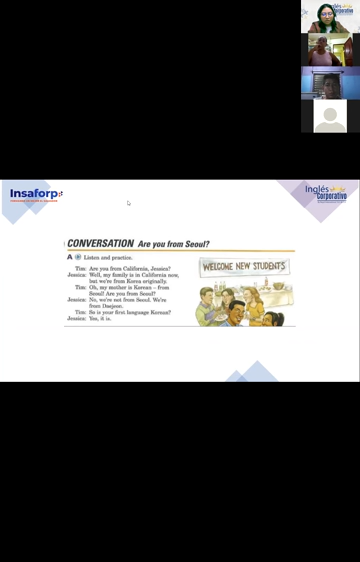 Insaforp
Inglés
Corporativo
CONVERSATION Are you from Seoul?
A Listen and practice.
Tim: Are you from California, Jessica?
Jessica: Well, my family is in California now,
but we're from Korea originally.
Tim: Oh, my mother is Korean – from
Seoul! Are you from Seoul?
Jessica: No, we're not from Seoul. We're
from Daejeon.
Tim: So is your first language Korean?
Jessica: Yes, it is.
WELCOME NEW STUDENTS